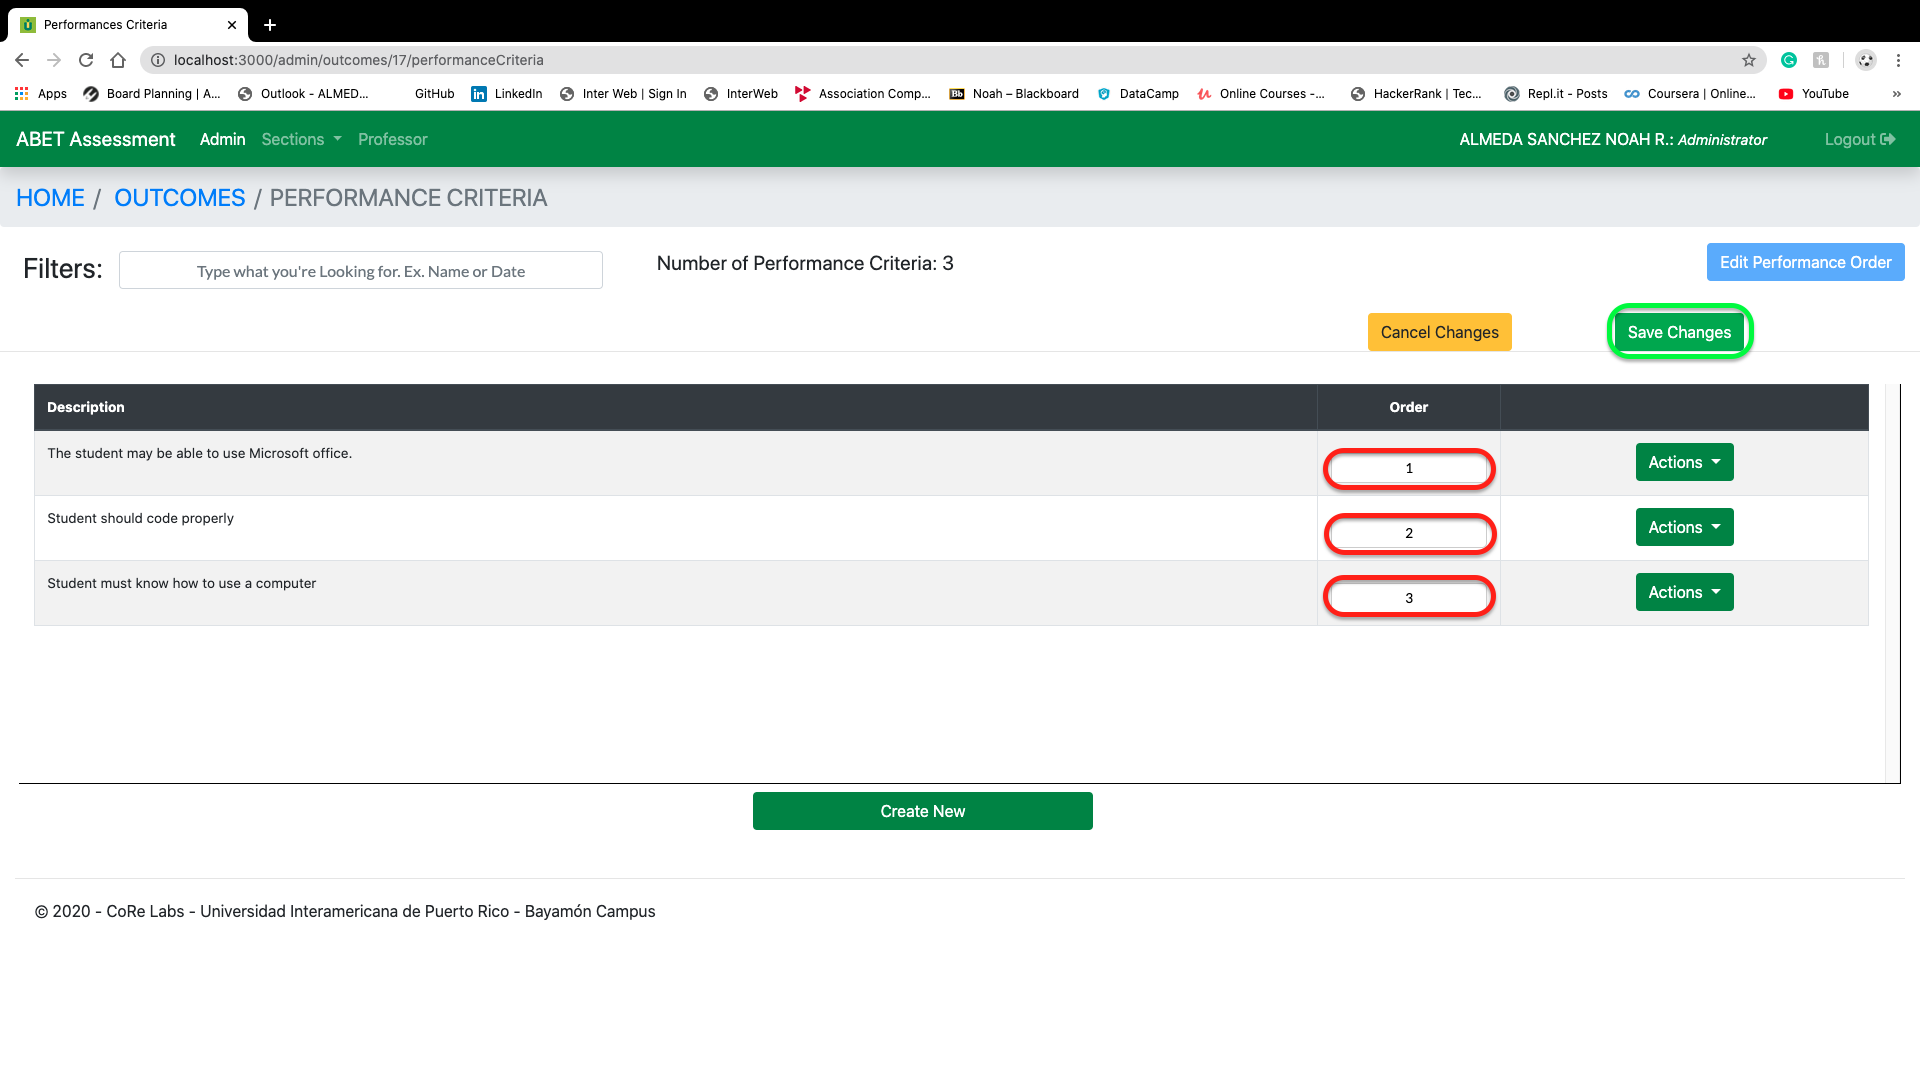 Performances Criteria
localhost:3000/admin/outcomes/17/performanceCriteria
Apps Board Planning | A... Outlook - ALMED... GitHub LinkedIn Inter Web | Sign In InterWeb Association Comp... Noah – Blackboard DataCamp Online Courses -... HackerRank | Tec... Repl.it - Posts Coursera | Online... YouTube »
ABET Assessment Admin Sections Professor ALMEDA SANCHEZ NOAH R.: Administrator Logout
HOME / OUTCOMES / PERFORMANCE CRITERIA
Filters: Type what you're Looking for. Ex. Name or Date Number of Performance Criteria: 3 Edit Performance Order
Cancel Changes Save Changes
Description Order
The student may be able to use Microsoft office. 1 Actions
Student should code properly 2 Actions
Student must know how to use a computer 3 Actions
Create New
© 2020 - CoRe Labs - Universidad Interamericana de Puerto Rico - Bayamón Campus